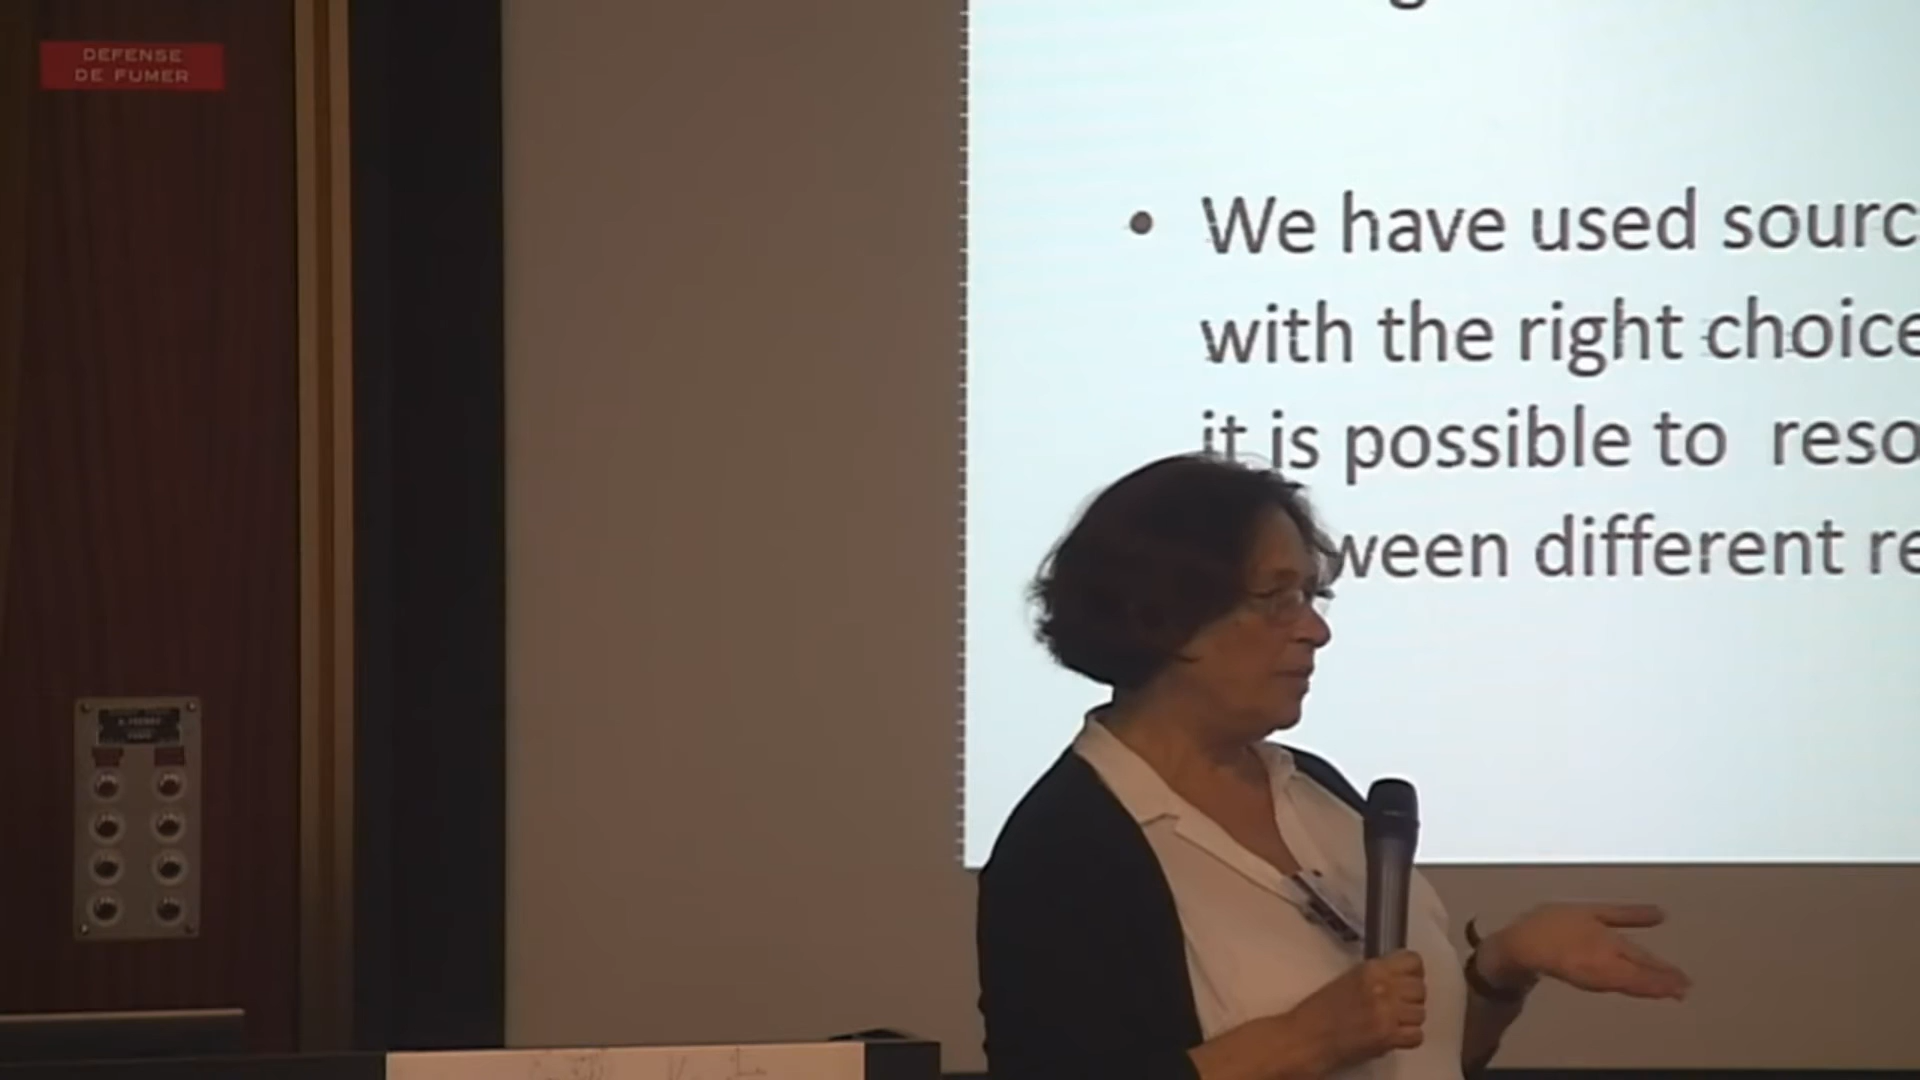 DEFENSE
DE FUMER
• We have used sourc
with the right choice
it is possible to reso
ween different re